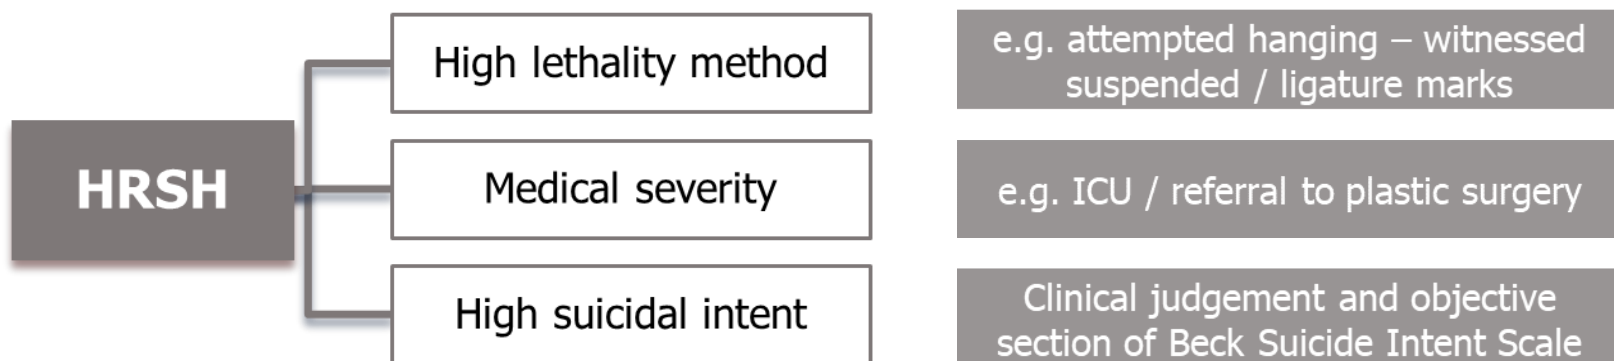 HRSH
High lethality method
e.g. attempted hanging – witnessed
suspended / ligature marks
Medical severity
e.g. ICU / referral to plastic surgery
High suicidal intent
Clinical judgement and objective
section of Beck Suicide Intent Scale